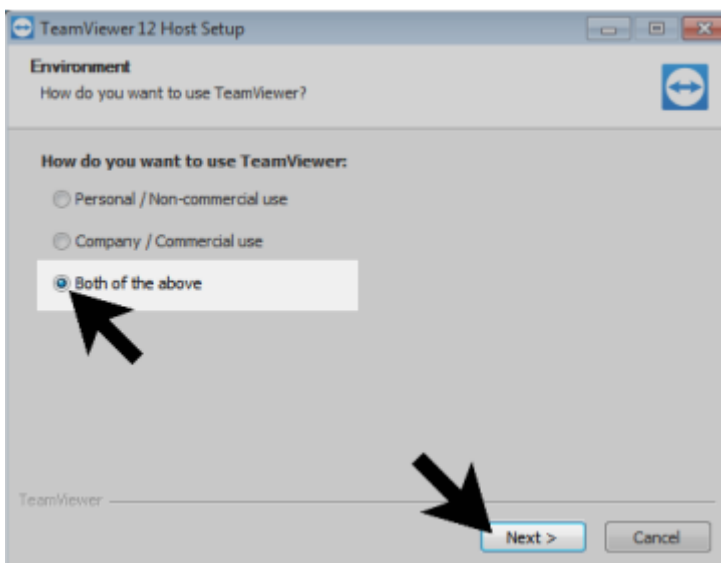 TeamViewer 12 Host Setup
Environment
How do you want to use TeamViewer?
How do you want to use TeamViewer:
Personal / Non-commercial use
Company / Commercial use
Both of the above
TeamViewer
Next >
Cancel